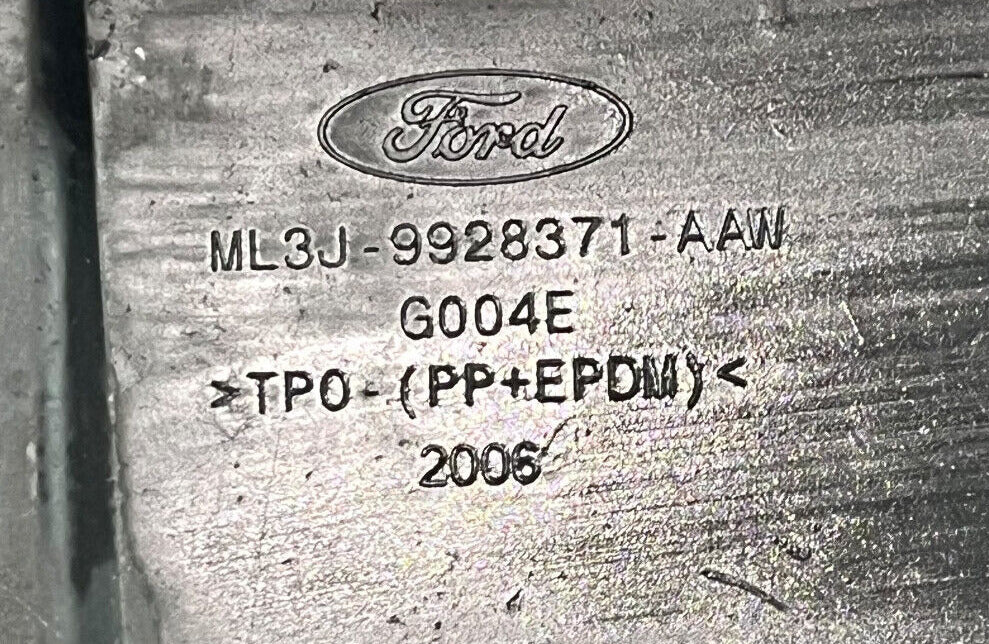 Ford
ML3J-9928371-AAW
G004E
>TPO-(PP+EPDM)<
2006